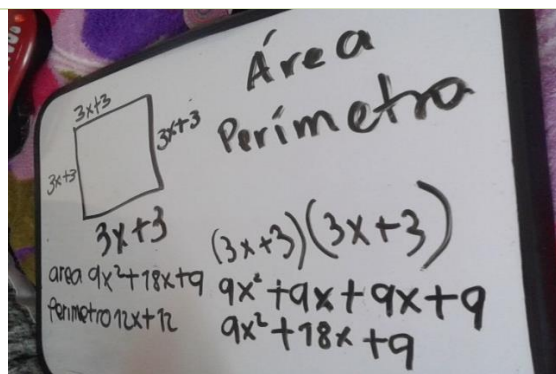 Área
Perímetro
3x+3
3x+3
3x+3
3x+3
(3x+3)(3x+3)
9x²+9x+9x+9
9x²+18x+9
area 9x²+18x+9
Perimetro 12x+12